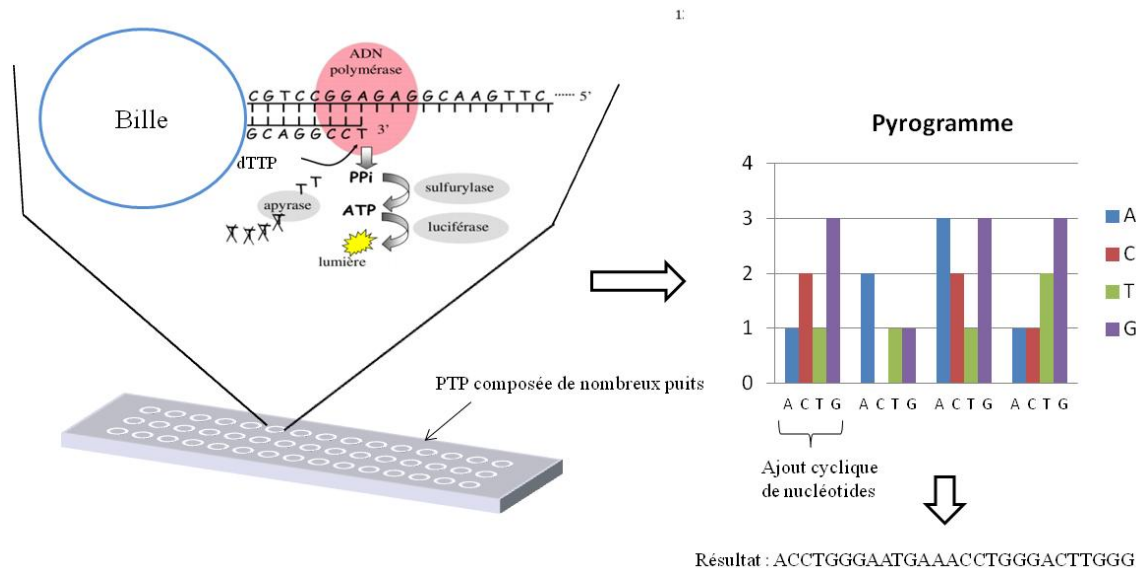 1:
ADN
polymérase
CGTCCGGAGAGGCAAGTTC ...... 5’
Bille
GCAGGCCT 3’
dTTP
T T
PPi
sulfurylase
apyrase
ATP
luciférase
lumière
PTP composée de nombreux puits
Pyrogramme
4
3
2
1
0
A
C
T
G
A C T G A C T G A C T G A C T G
Ajout cyclique
de nucléotides
Résultat : ACCTGGGAATGAAACCTGGGACTTGGG